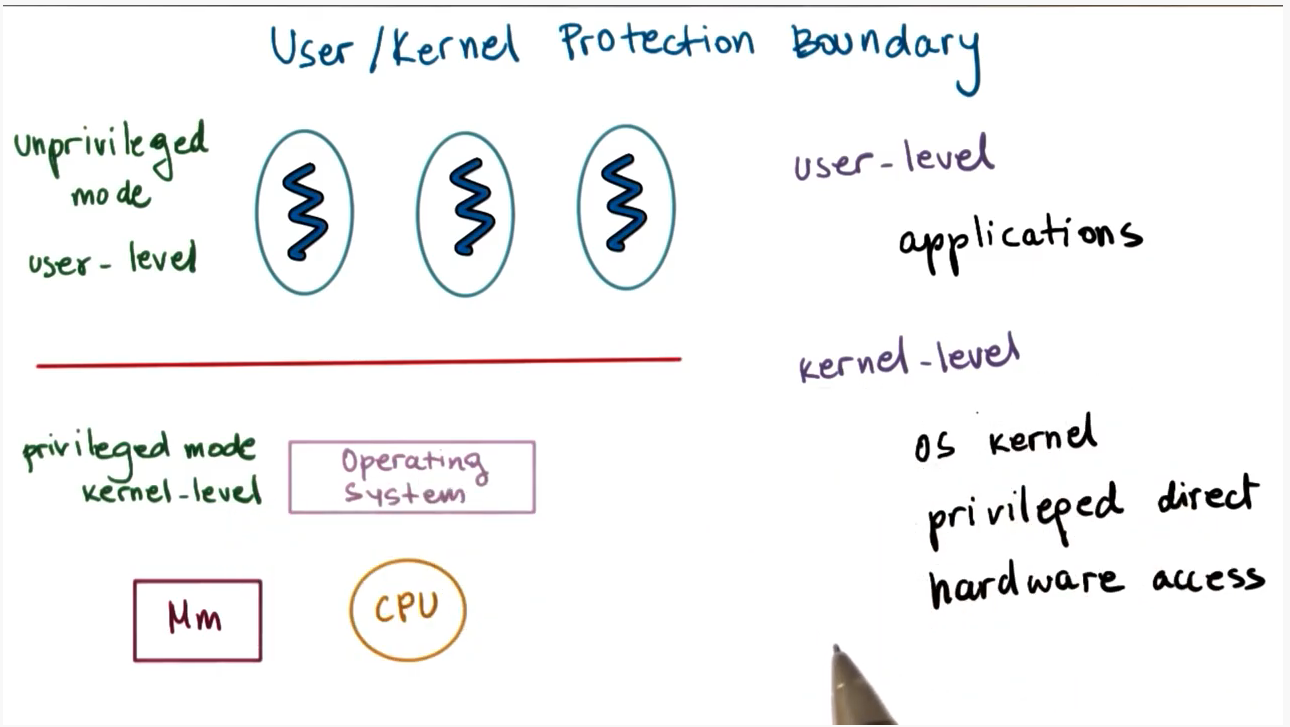 User/Kernel Protection Boundary
unprivileged
mode
user-level
user-level
applications
kernel-level
privileged mode
kernel-level
Operating
System
Mm
CPU
OS kernel
privileped direct
hardware access